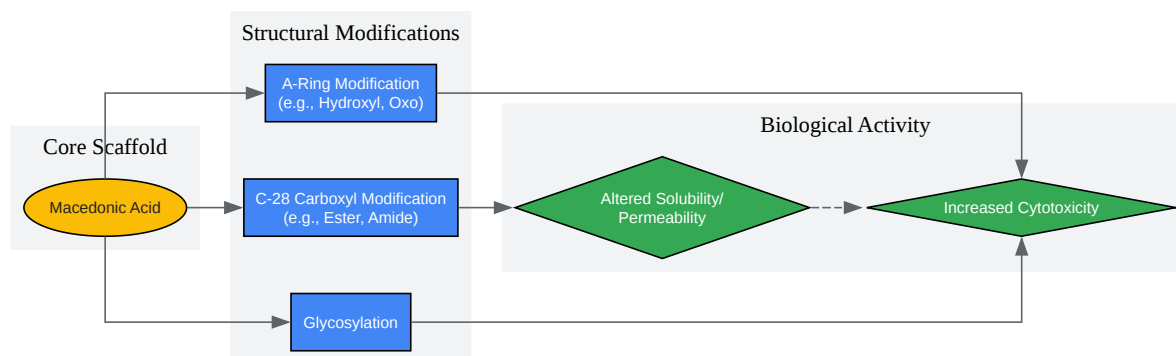 Structural Modifications
A-Ring Modification
(e.g., Hydroxyl, Oxo)
Biological Activity
Core Scaffold
Macedonic Acid
C-28 Carboxyl Modification
(e.g., Ester, Amide)
Altered Solubility/
Permeability
Increased Cytotoxicity
Glycosylation